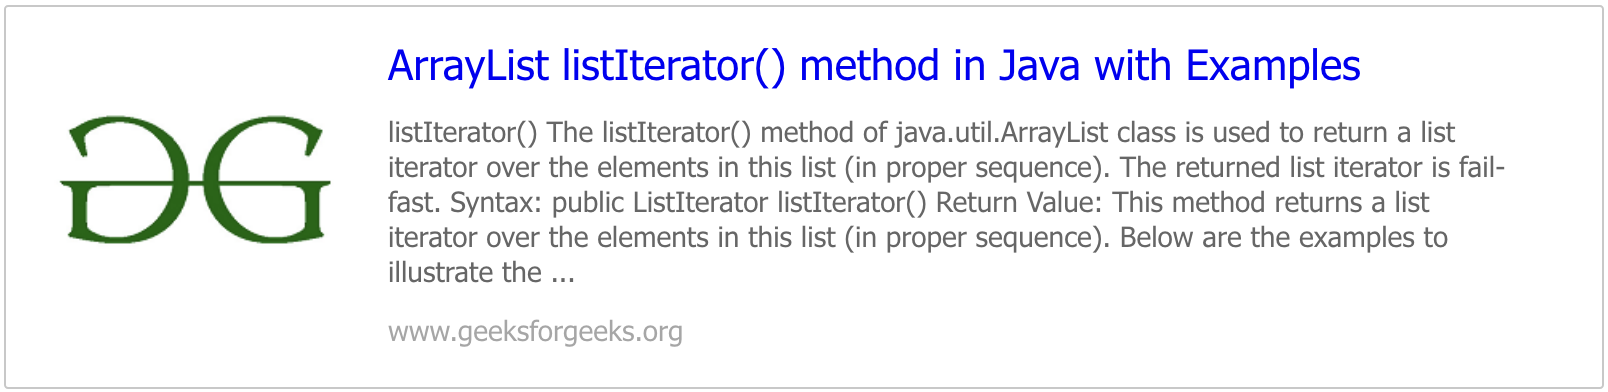 ArrayList listIterator() method in Java with Examples
listIterator() The listIterator() method of java.util.ArrayList class is used to return a list
iterator over the elements in this list (in proper sequence). The returned list iterator is fail-
fast. Syntax: public ListIterator listIterator() Return Value: This method returns a list
iterator over the elements in this list (in proper sequence). Below are the examples to
illustrate the ...
www.geeksforgeeks.org